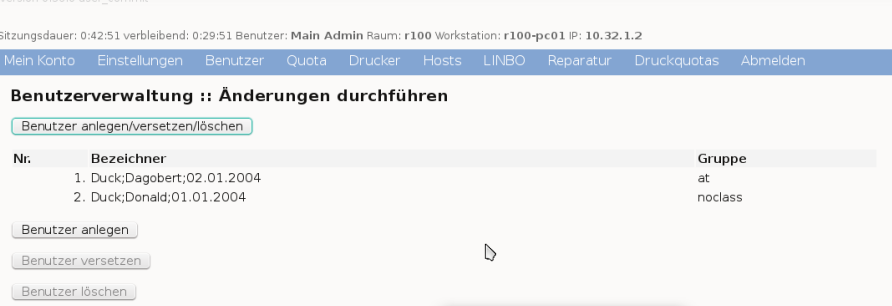 Sitzungsdauer: 0:42:51 verbleibend: 0:29:51 Benutzer: Main Admin Raum: r100 Workstation: r100-pc01 IP: 10.32.1.2
Mein Konto Einstellungen Benutzer Quota Drucker Hosts LINBO Reparatur Druckquotas Abmelden
Benutzerverwaltung :: Änderungen durchführen
Benutzer anlegen/versetzen/löschen
Nr. Bezeichner Gruppe
1. Duck;Dagobert;02.01.2004 at
2. Duck;Donald;01.01.2004 noclass
Benutzer anlegen
Benutzer versetzen
Benutzer löschen